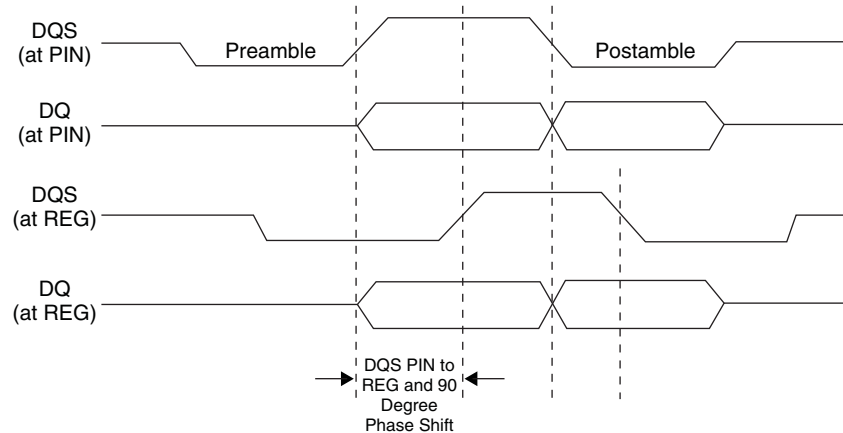 DQS
(at PIN)
Preamble
Postamble
DQ
(at PIN)
DQS
(at REG)
DQ
(at REG)
DQS PIN to
REG and 90
Degree
Phase Shift